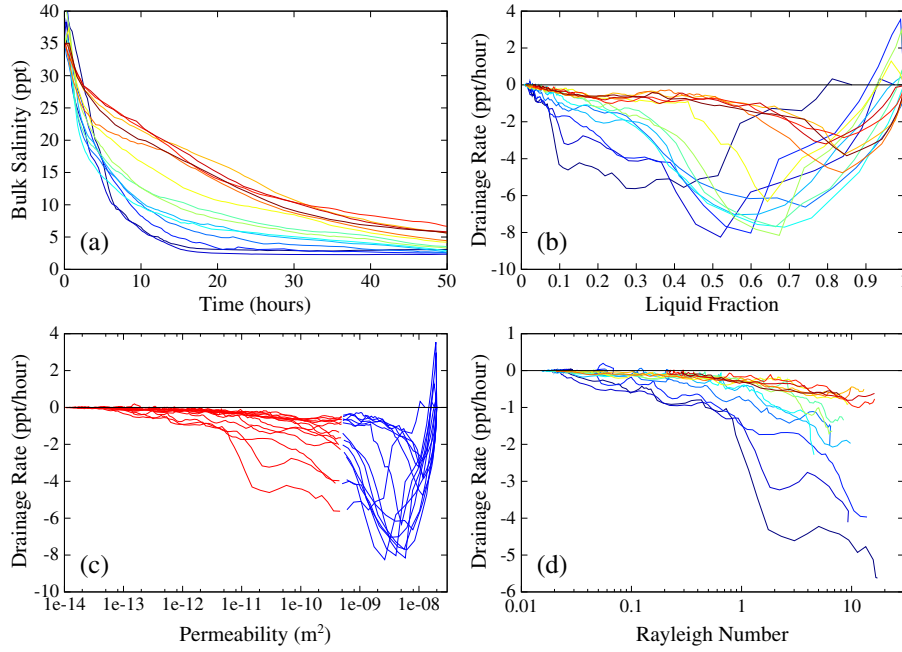 40
35
30
25
20
15
10
5
0
Bulk Salinity (ppt)
(a)
0 10 20 30 40 50
Time (hours)
4
2
0
-2
-4
-6
-8
-10
Drainage Rate (ppt/hour)
(b)
0 0.1 0.2 0.3 0.4 0.5 0.6 0.7 0.8 0.9 1
Liquid Fraction
4
2
0
-2
-4
-6
-8
-10
Drainage Rate (ppt/hour)
(c)
1e-14 1e-13 1e-12 1e-11 1e-10 1e-09 1e-08
Permeability (m²)
1
0
-1
-2
-3
-4
-5
-6
Drainage Rate (ppt/hour)
(d)
0.01 0.1 1 10
Rayleigh Number